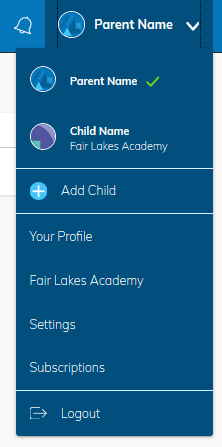 Parent Name
Parent Name
Child Name
Fair Lakes Academy
Add Child
Your Profile
Fair Lakes Academy
Settings
Subscriptions
Logout